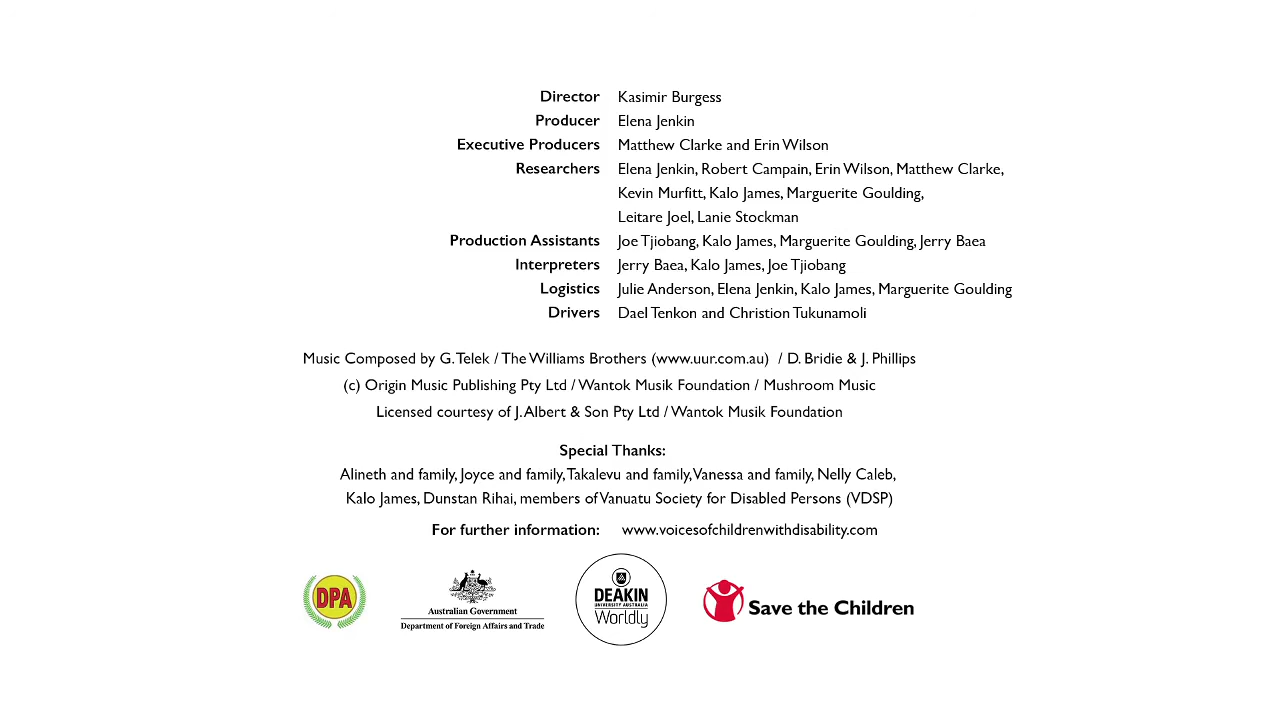 Director Kasimir Burgess
Producer Elena Jenkin
Executive Producers Matthew Clarke and Erin Wilson
Researchers Elena Jenkin, Robert Campain, Erin Wilson, Matthew Clarke,
Kevin Murfitt, Kalo James, Marguerite Goulding,
Leitare Joel, Lanie Stockman
Production Assistants Joe Tjiobang, Kalo James, Marguerite Goulding, Jerry Baea
Interpreters Jerry Baea, Kalo James, Joe Tjiobang
Logistics Julie Anderson, Elena Jenkin, Kalo James, Marguerite Goulding
Drivers Dael Tenkon and Christion Tukunamoli
Music Composed by G. Telek / The Williams Brothers (www.uur.com.au) / D. Bridie & J. Phillips
(c) Origin Music Publishing Pty Ltd / Wantok Musik Foundation / Mushroom Music
Licensed courtesy of J. Albert & Son Pty Ltd / Wantok Musik Foundation
Special Thanks:
Alineth and family, Joyce and family, Takalevu and family, Vanessa and family, Nelly Caleb,
Kalo James, Dunstan Rihai, members of Vanuatu Society for Disabled Persons (VDSP)
For further information: www.voicesofchildrenwithdisability.com
DPA
Australian Government
Department of Foreign Affairs and Trade
DEAKIN
UNIVERSITY AUSTRALIA
Worldly
Save the Children